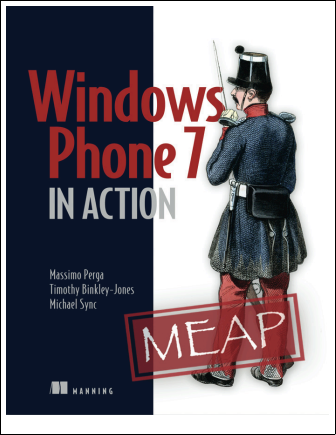 Windows
Phone 7
IN ACTION
Massimo Perga
Timothy Binkley-Jones
Michael Sync
MEAP
MANNING